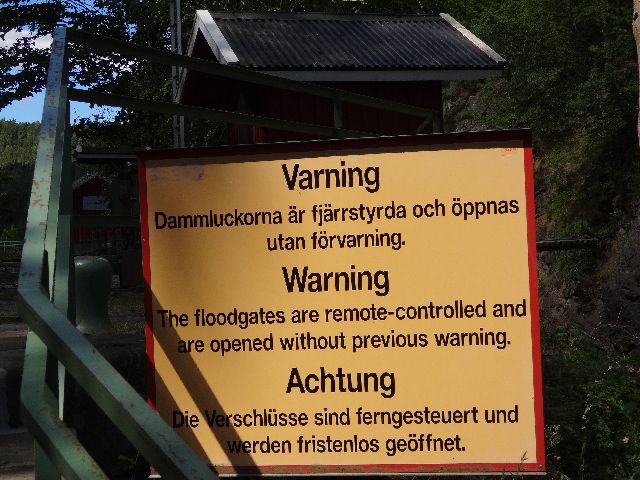 Varning
Dammluckorna är fjärrstyrda och öppnas
utan förvarning.
Warning
The floodgates are remote-controlled and
are opened without previous warning.
Achtung
Die Verschlüsse sind ferngesteuert und
werden fristenlos geöffnet.